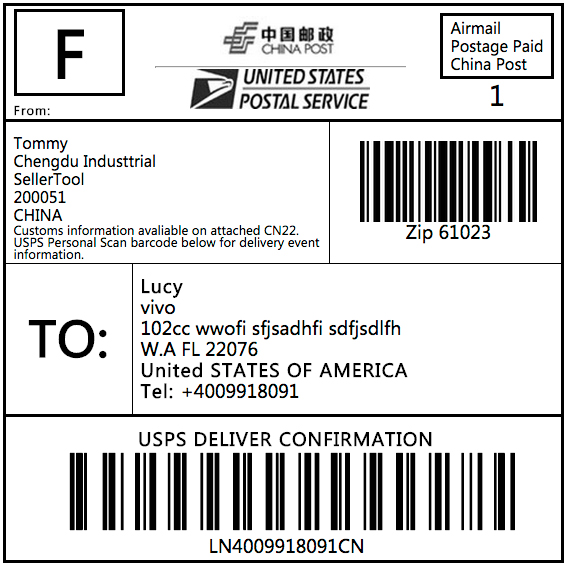 F
中国邮政
CHINA POST
UNITED STATES
POSTAL SERVICE
Airmail
Postage Paid
China Post
1
From:
Tommy
Chengdu Industtrial
SellerTool
200051
CHINA
Customs information avaliable on attached CN22.
USPS Personal Scan barcode below for delivery event
information.
Zip 61023
TO:
Lucy
vivo
102cc wwofi sfjsadhfi sdfjsdlfh
W.A FL 22076
United STATES OF AMERICA
Tel: +4009918091
USPS DELIVER CONFIRMATION
LN4009918091CN